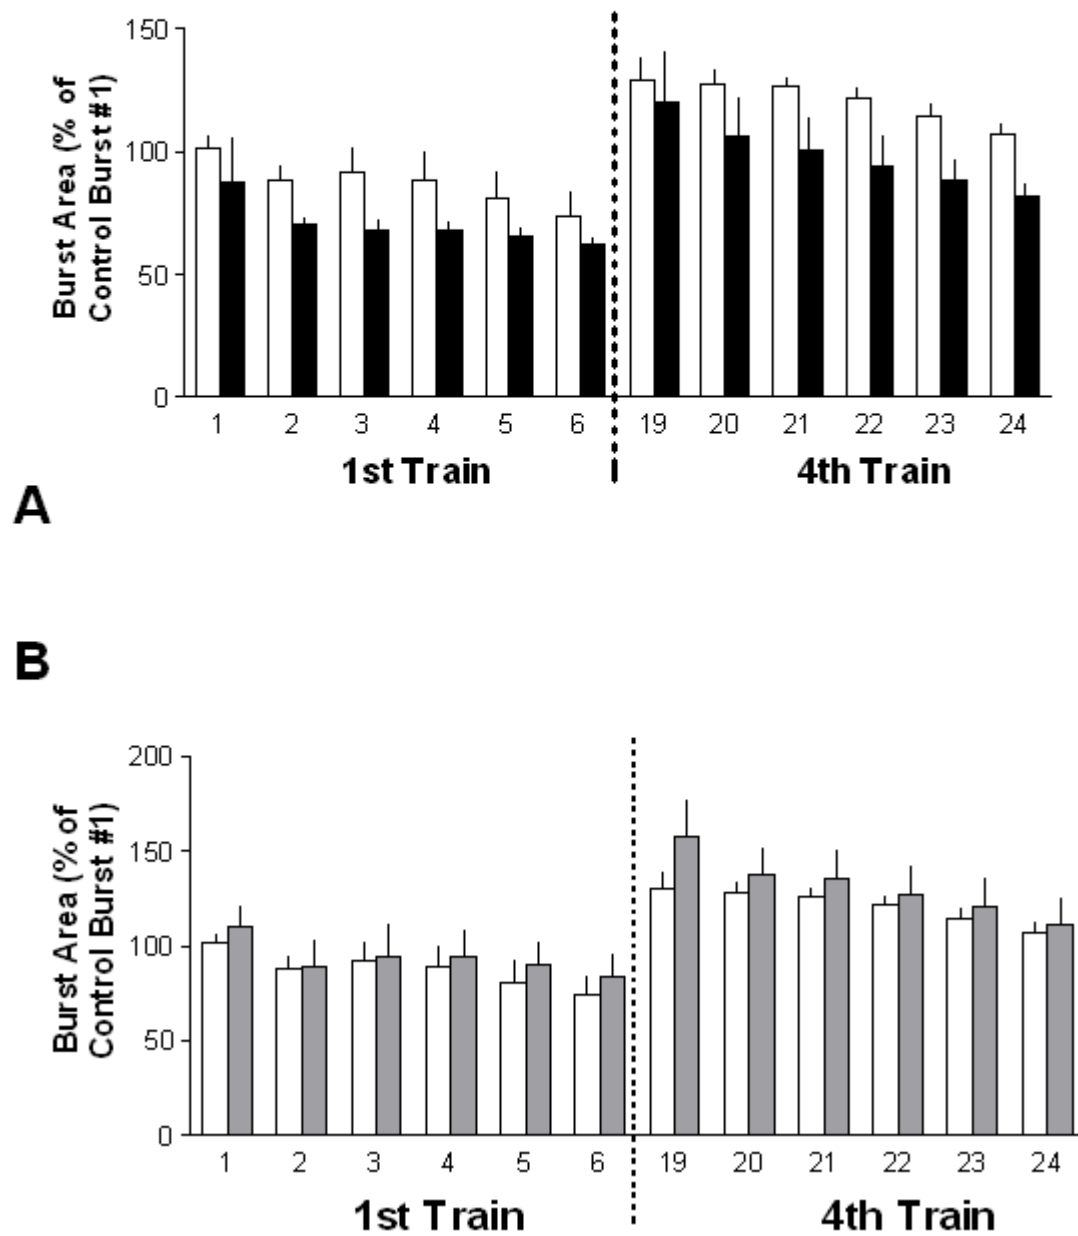 150
100
50
0
Burst Area (% of
Control Burst #1)
1 2 3 4 5 6 19 20 21 22 23 24
1st Train 4th Train
A
B
200
150
100
50
0
Burst Area (% of
Control Burst #1)
1 2 3 4 5 6 19 20 21 22 23 24
1st Train 4th Train